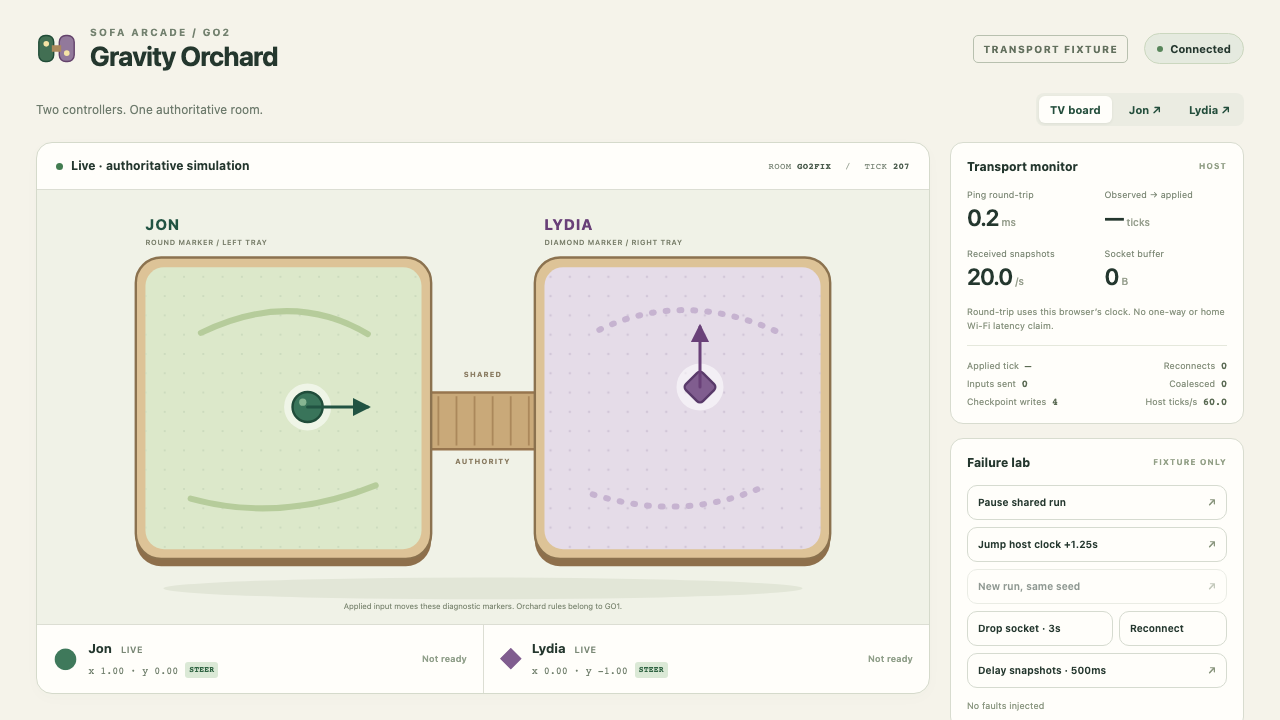 SOFA ARCADE / GO2
Gravity Orchard
TRANSPORT FIXTURE
Connected
Two controllers. One authoritative room.
TV board
Jon ↗
Lydia ↗
Live · authoritative simulation
ROOM GO2FIX / TICK 207
JON
ROUND MARKER / LEFT TRAY
LYDIA
DIAMOND MARKER / RIGHT TRAY
SHARED
AUTHORITY
Applied input moves these diagnostic markers. Orchard rules belong to GO1.
Jon LIVE
x 1.00 · y 0.00 STEER
Not ready
Lydia LIVE
x 0.00 · y −1.00 STEER
Not ready
Transport monitor
HOST
Ping round-trip
0.2 ms
Observed → applied
— ticks
Received snapshots
20.0 /s
Socket buffer
0 B
Round-trip uses this browser's clock. No one-way or home
Wi-Fi latency claim.
Applied tick —
Reconnects 0
Inputs sent 0
Coalesced 0
Checkpoint writes 4
Host ticks/s 60.0
Failure lab
FIXTURE ONLY
Pause shared run ↗
Jump host clock +1.25s ↗
New run, same seed ↗
Drop socket · 3s
Reconnect
Delay snapshots · 500ms ↗
No faults injected